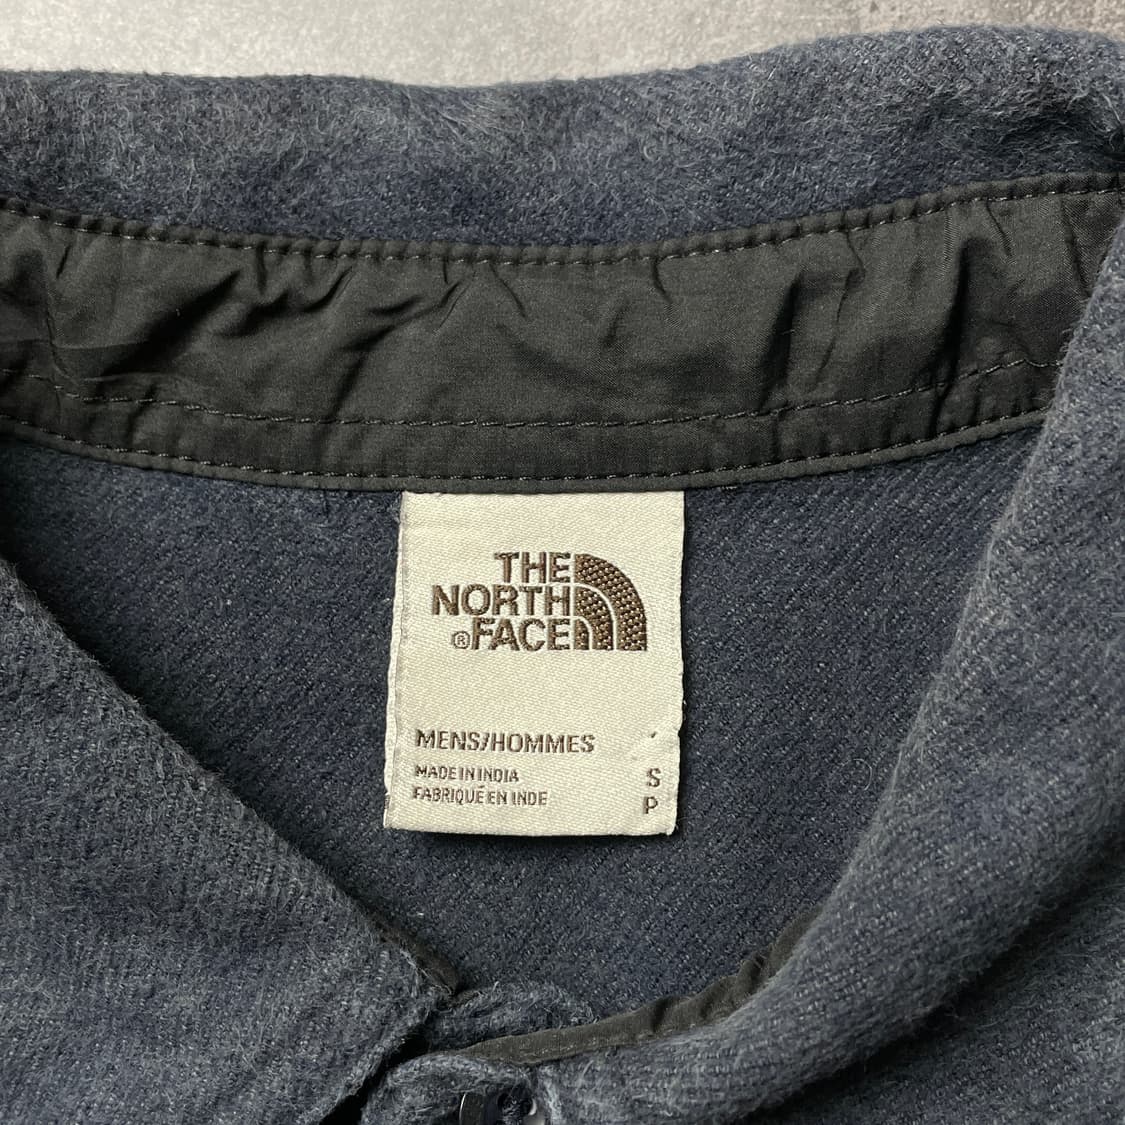 THE
NORTH
®FACE
MENS/HOMMES
MADE IN INDIA
FABRIQUÉ EN INDE
S
P